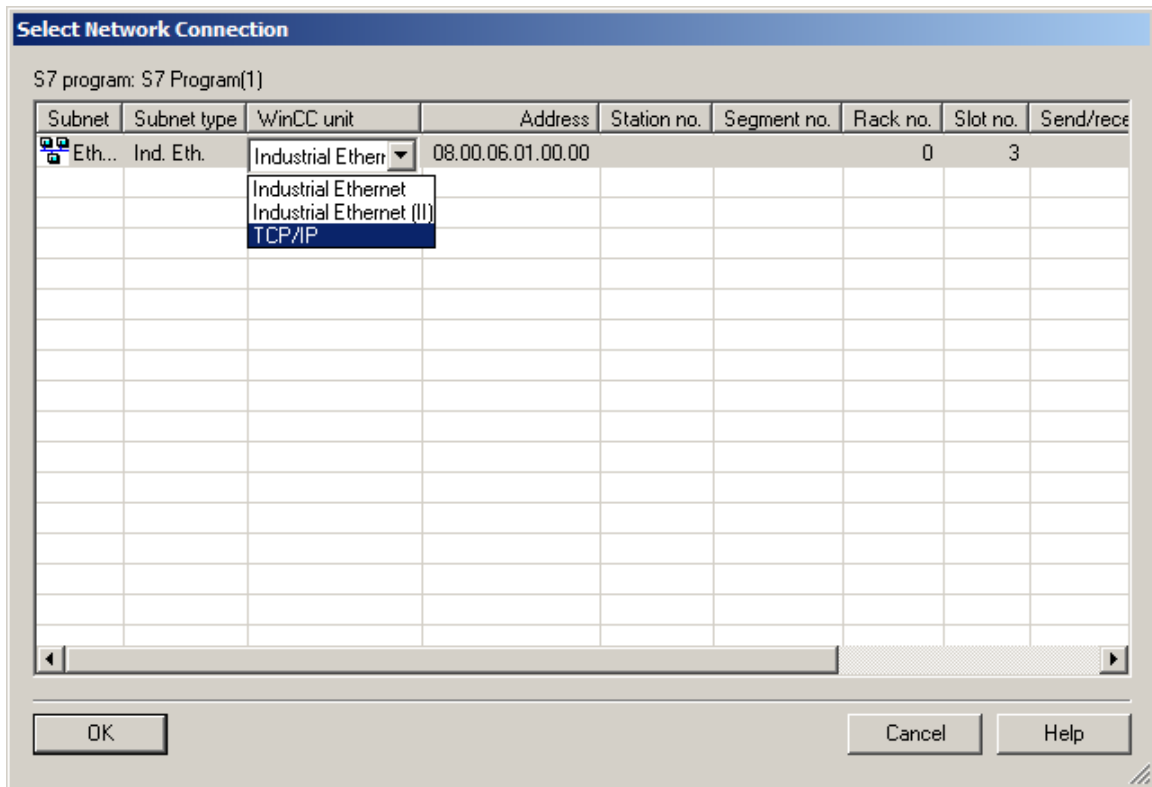 Select Network Connection
S7 program: S7 Program(1)
Subnet Subnet type WinCC unit Address Station no. Segment no. Rack no. Slot no. Send/rece
Eth... Ind. Eth. Industrial Ethern 08.00.06.01.00.00 0 3
Industrial Ethernet
Industrial Ethernet (II)
TCP/IP
OK Cancel Help